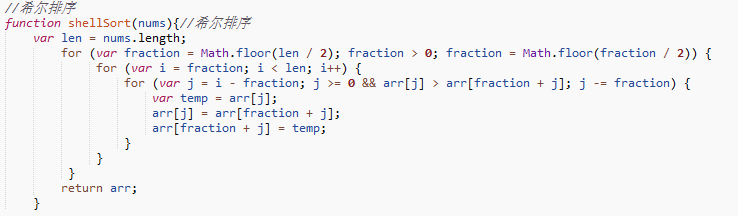 //希尔排序
function shellSort(nums){//希尔排序
var len = nums.length;
for (var fraction = Math.floor(len / 2); fraction > 0; fraction = Math.floor(fraction / 2)) {
for (var i = fraction; i < len; i++) {
for (var j = i - fraction; j >= 0 && arr[j] > arr[fraction + j]; j -= fraction) {
var temp = arr[j];
arr[j] = arr[fraction + j];
arr[fraction + j] = temp;
}
}
}
return arr;
}